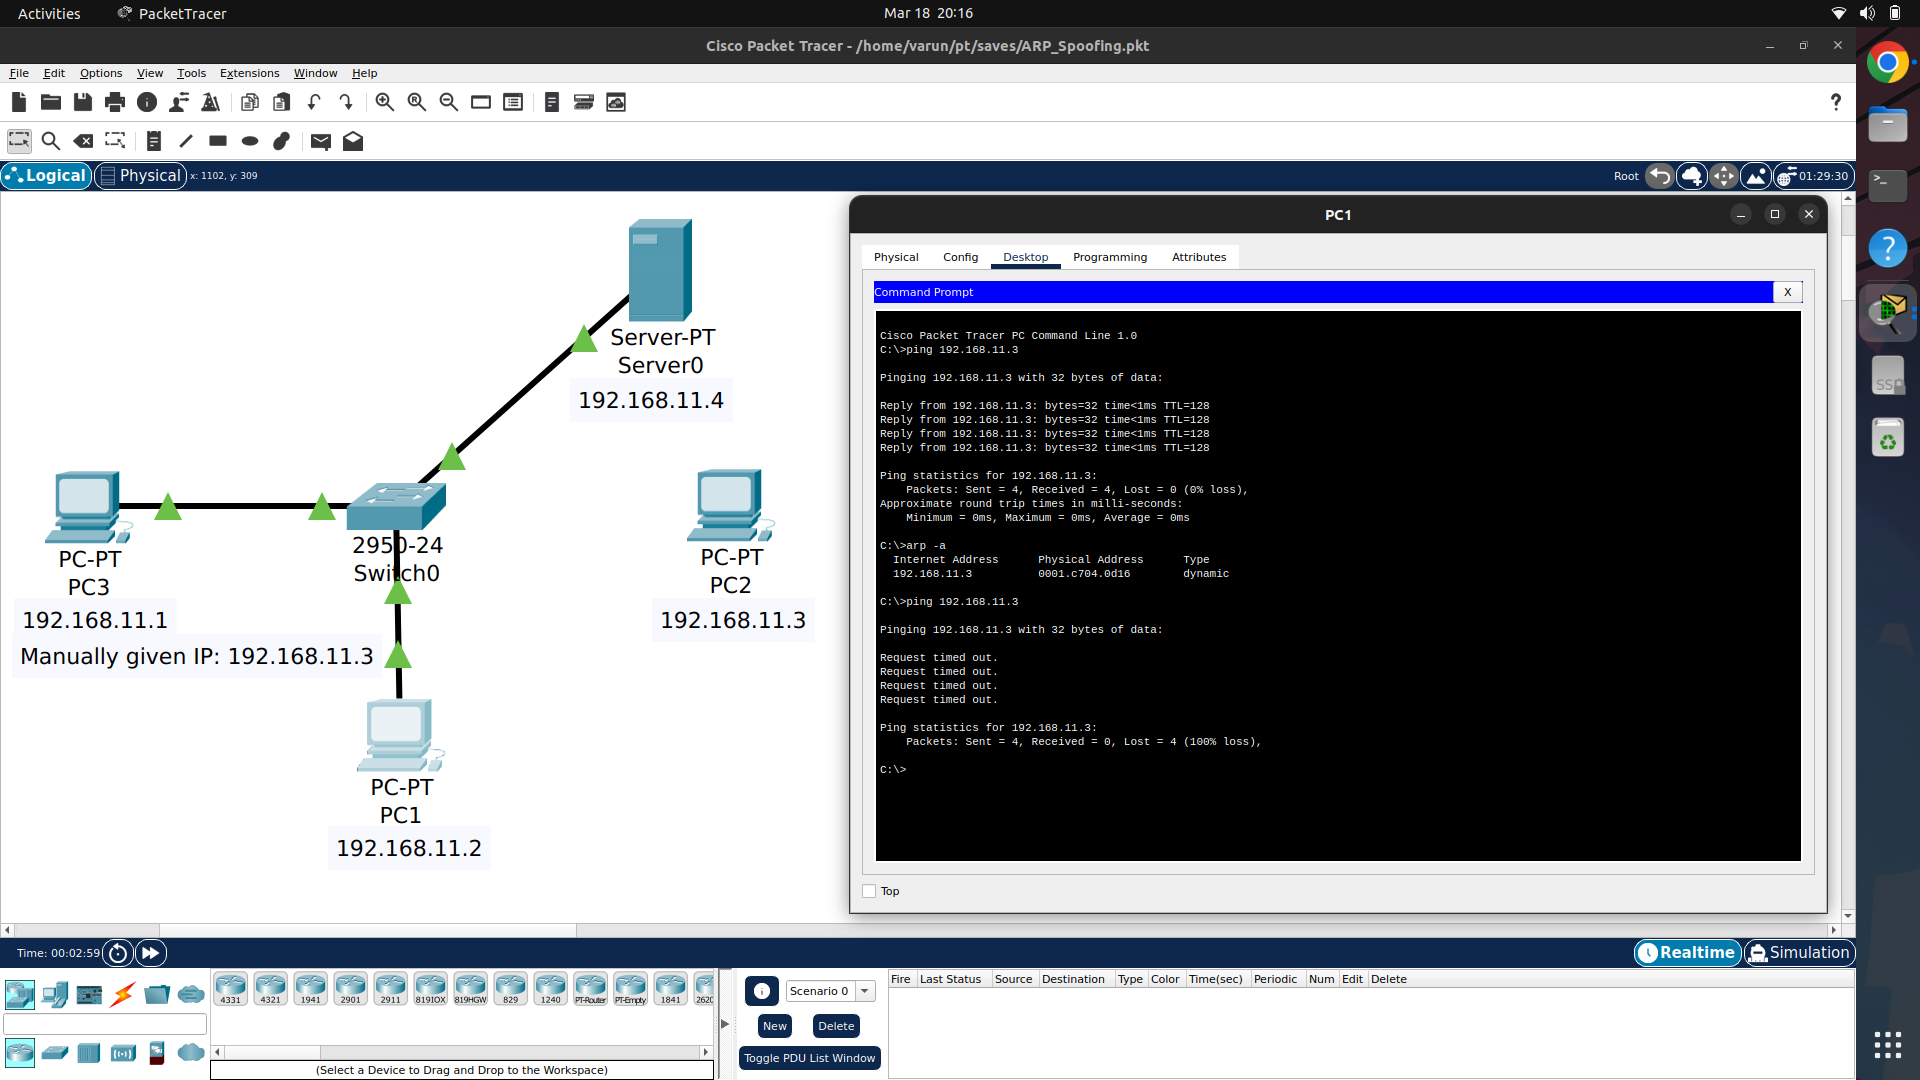 Activities
PacketTracer
Mar 18 20:16
Cisco Packet Tracer - /home/varun/pt/saves/ARP_Spoofing.pkt
File Edit Options View Tools Extensions Window Help
?
Logical
Physical
x: 1102, y: 309
Root
01:29:30
Server-PT
Server0
192.168.11.4
2950-24
Switch0
PC-PT
PC3
192.168.11.1
Manually given IP: 192.168.11.3
PC-PT
PC2
192.168.11.3
PC-PT
PC1
192.168.11.2
PC1
Physical Config Desktop Programming Attributes
Command Prompt
X
Cisco Packet Tracer PC Command Line 1.0
C:\>ping 192.168.11.3
Pinging 192.168.11.3 with 32 bytes of data:
Reply from 192.168.11.3: bytes=32 time<1ms TTL=128
Reply from 192.168.11.3: bytes=32 time<1ms TTL=128
Reply from 192.168.11.3: bytes=32 time<1ms TTL=128
Reply from 192.168.11.3: bytes=32 time<1ms TTL=128
Ping statistics for 192.168.11.3:
Packets: Sent = 4, Received = 4, Lost = 0 (0% loss),
Approximate round trip times in milli-seconds:
Minimum = 0ms, Maximum = 0ms, Average = 0ms
C:\>arp -a
Internet Address Physical Address Type
192.168.11.3 0001.c704.0d16 dynamic
C:\>ping 192.168.11.3
Pinging 192.168.11.3 with 32 bytes of data:
Request timed out.
Request timed out.
Request timed out.
Request timed out.
Ping statistics for 192.168.11.3:
Packets: Sent = 4, Received = 0, Lost = 4 (100% loss),
C:\>
Top
Time: 00:02:59
Realtime
Simulation
4331 4321 1941 2901 2911 819IOX 819HGW 829 1240 PT-Router PT-Empty 1841 2620
(Select a Device to Drag and Drop to the Workspace)
Scenario 0
New
Delete
Toggle PDU List Window
Fire Last Status Source Destination Type Color Time(sec) Periodic Num Edit Delete
SSD
?